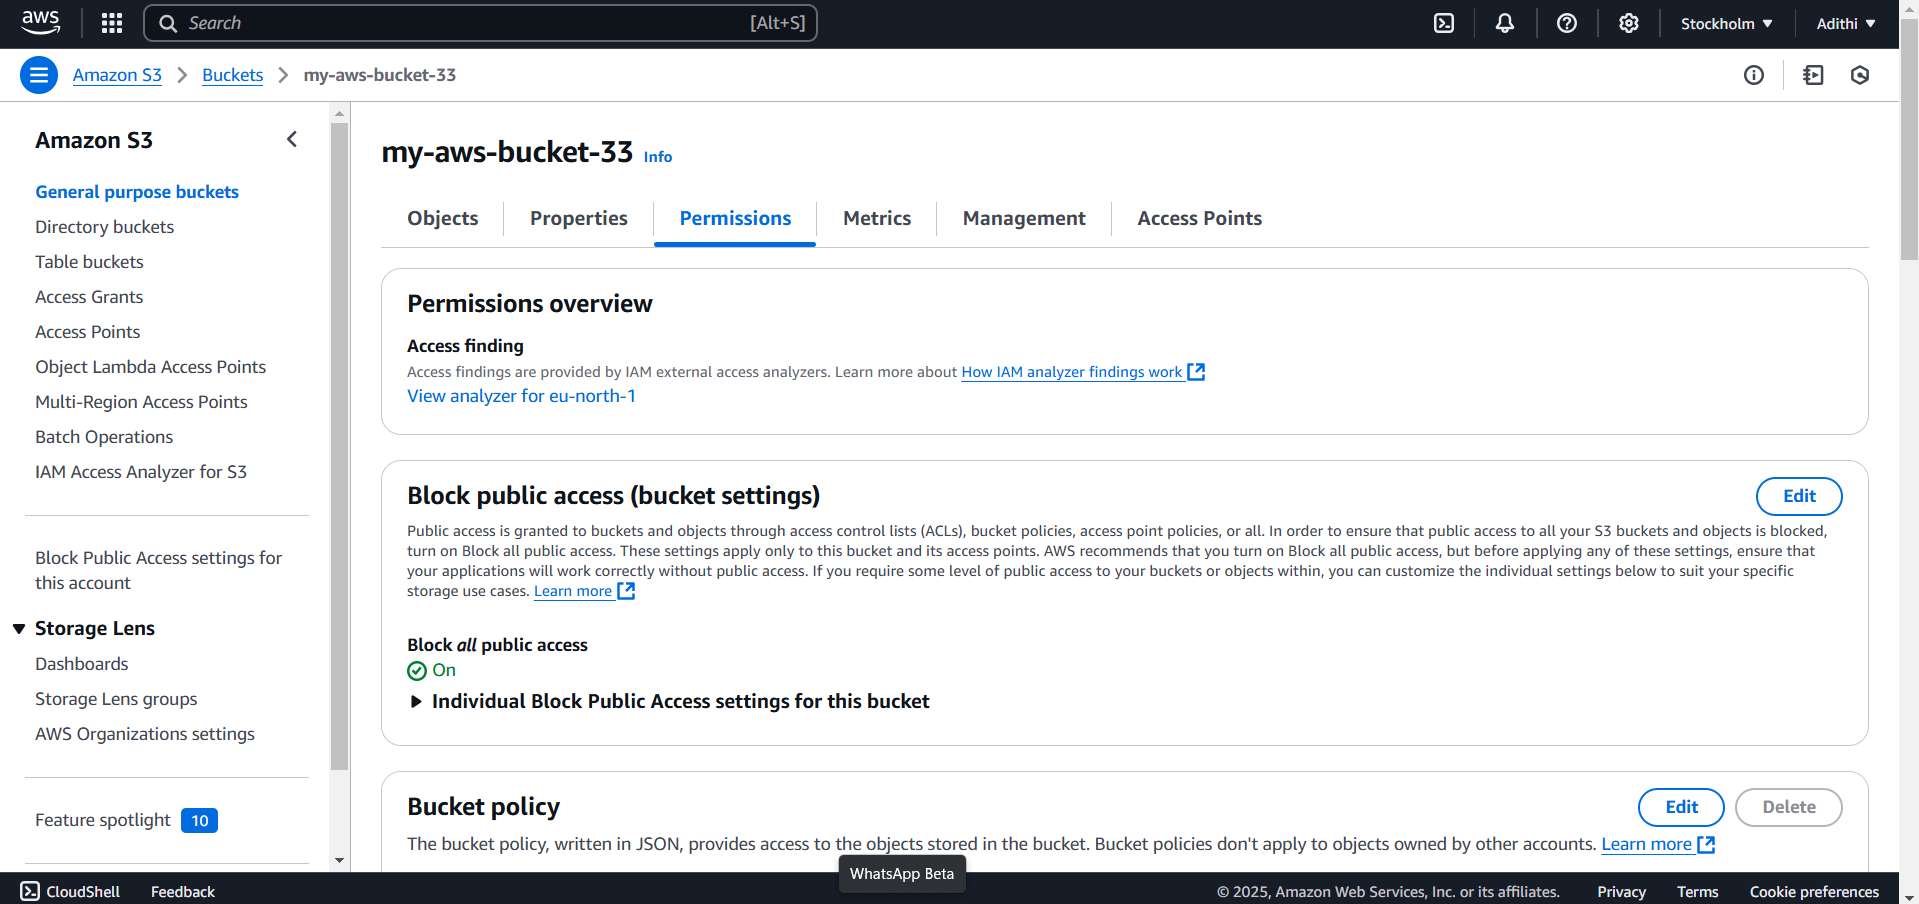 aws
Search [Alt+S]
Stockholm ▼
Adithi ▼
Amazon S3 > Buckets > my-aws-bucket-33
Amazon S3
General purpose buckets
Directory buckets
Table buckets
Access Grants
Access Points
Object Lambda Access Points
Multi-Region Access Points
Batch Operations
IAM Access Analyzer for S3
Block Public Access settings for
this account
Storage Lens
Dashboards
Storage Lens groups
AWS Organizations settings
Feature spotlight 10
my-aws-bucket-33 Info
Objects
Properties
Permissions
Metrics
Management
Access Points
Permissions overview
Access finding
Access findings are provided by IAM external access analyzers. Learn more about How IAM analyzer findings work
View analyzer for eu-north-1
Block public access (bucket settings)
Edit
Public access is granted to buckets and objects through access control lists (ACLs), bucket policies, access point policies, or all. In order to ensure that public access to all your S3 buckets and objects is blocked,
turn on Block all public access. These settings apply only to this bucket and its access points. AWS recommends that you turn on Block all public access, but before applying any of these settings, ensure that
your applications will work correctly without public access. If you require some level of public access to your buckets or objects within, you can customize the individual settings below to suit your specific
storage use cases. Learn more
Block all public access
On
Individual Block Public Access settings for this bucket
Bucket policy
Edit
Delete
The bucket policy, written in JSON, provides access to the objects stored in the bucket. Bucket policies don't apply to objects owned by other accounts. Learn more
WhatsApp Beta
CloudShell
Feedback
© 2025, Amazon Web Services, Inc. or its affiliates.
Privacy
Terms
Cookie preferences